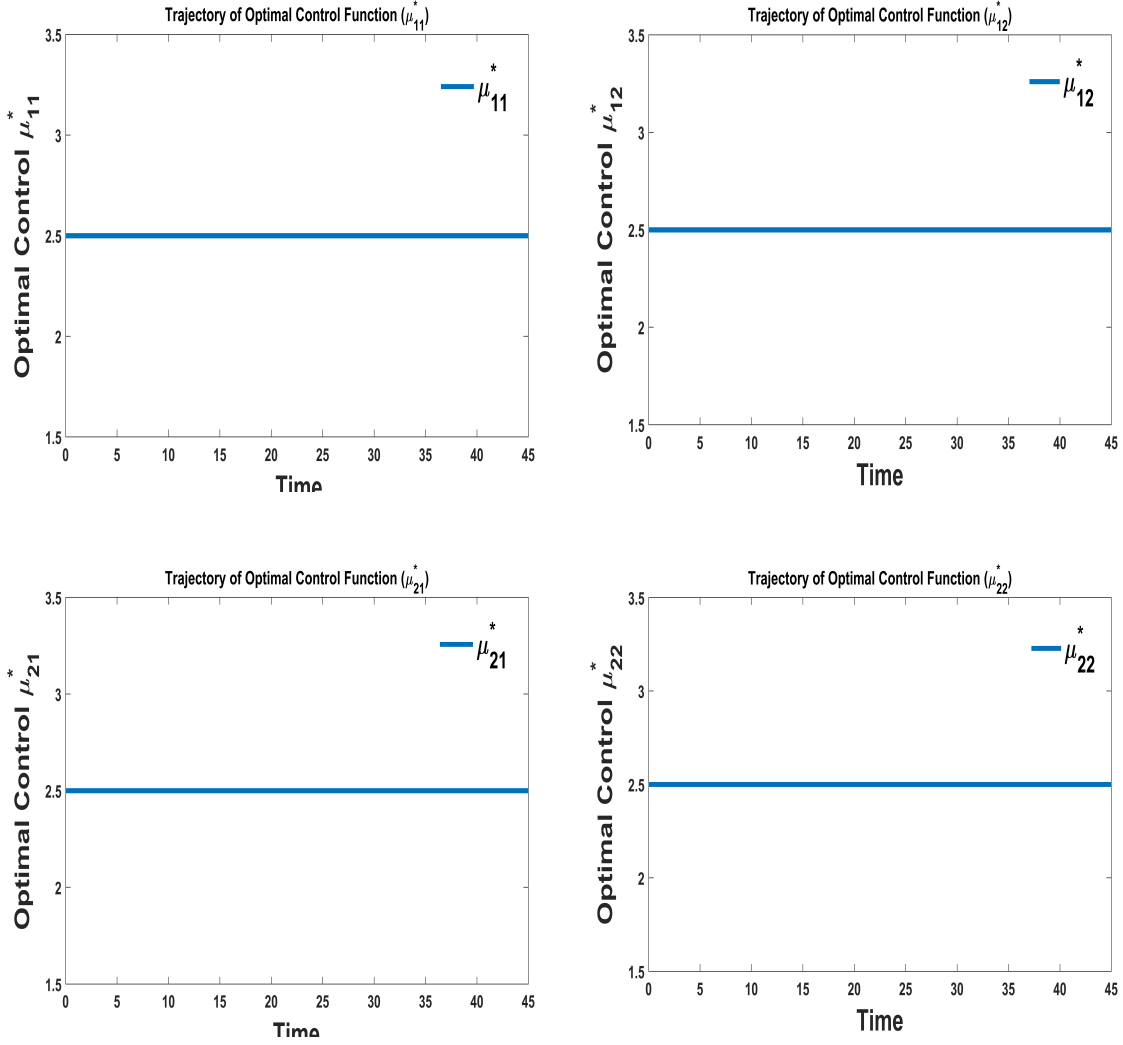 Trajectory of Optimal Control Function (μ*11)
3.5
3
2.5
2
1.5
Optimal Control μ*11
μ*11
0 5 10 15 20 25 30 35 40 45
Time
Trajectory of Optimal Control Function (μ*12)
3.5
3
2.5
2
1.5
Optimal Control μ*12
μ*12
0 5 10 15 20 25 30 35 40 45
Time
Trajectory of Optimal Control Function (μ*21)
3.5
3
2.5
2
1.5
Optimal Control μ*21
μ*21
0 5 10 15 20 25 30 35 40 45
Time
Trajectory of Optimal Control Function (μ*22)
3.5
3
2.5
2
1.5
Optimal Control μ*22
μ*22
0 5 10 15 20 25 30 35 40 45
Time